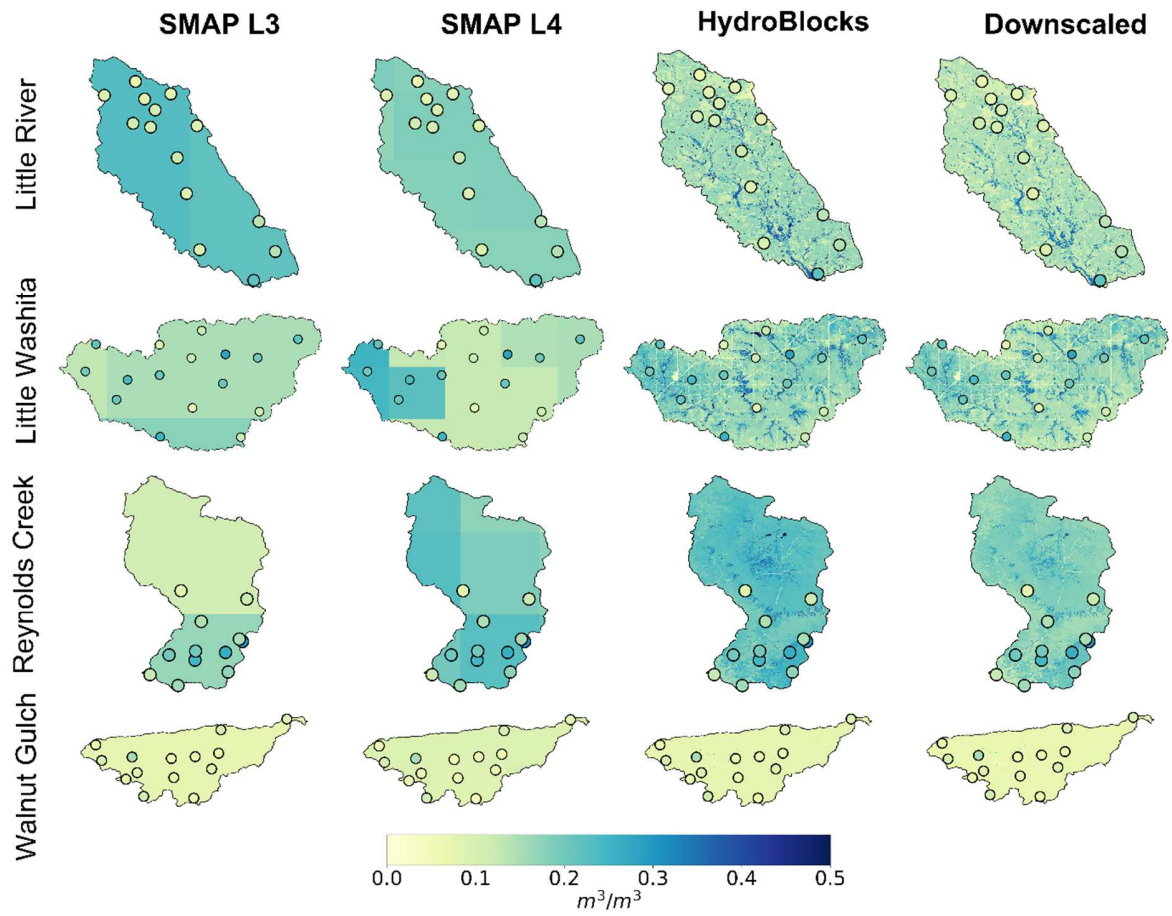 SMAP L3 SMAP L4 HydroBlocks Downscaled
Little River
Little Washita
Reynolds Creek
Walnut Gulch
0.0 0.1 0.2 0.3 0.4 0.5
m³/m³